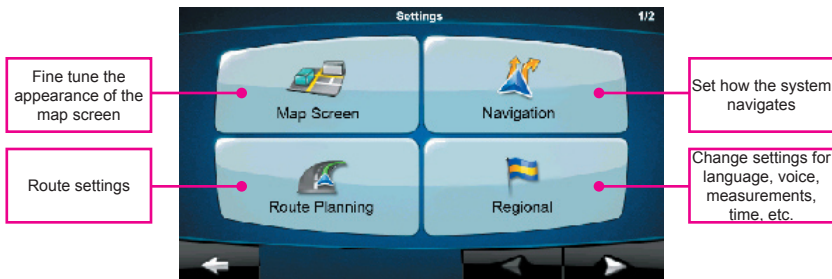 Settings
1/2
Fine tune the
appearance of the
map screen
Map Screen
Navigation
Set how the system
navigates
Route settings
Route Planning
Regional
Change settings for
language, voice,
measurements,
time, etc.